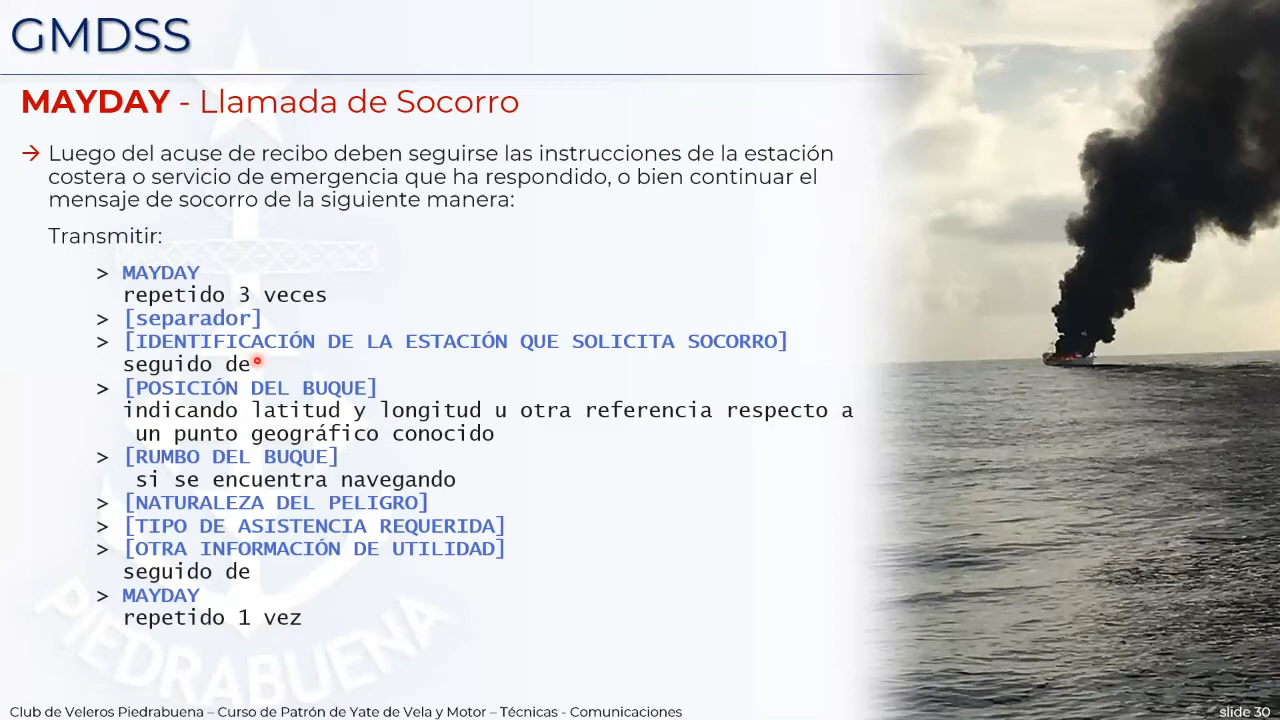 GMDSS
MAYDAY - Llamada de Socorro
→ Luego del acuse de recibo deben seguirse las instrucciones de la estación
costera o servicio de emergencia que ha respondido, o bien continuar el
mensaje de socorro de la siguiente manera:
Transmitir:
> MAYDAY
repetido 3 veces
> [separador]
> [IDENTIFICACIÓN DE LA ESTACIÓN QUE SOLICITA SOCORRO]
seguido de
> [POSICIÓN DEL BUQUE]
indicando latitud y longitud u otra referencia respecto a
un punto geográfico conocido
> [RUMBO DEL BUQUE]
si se encuentra navegando
> [NATURALEZA DEL PELIGRO]
> [TIPO DE ASISTENCIA REQUERIDA]
> [OTRA INFORMACIÓN DE UTILIDAD]
seguido de
> MAYDAY
repetido 1 vez
PIEDRABUENA
Club de Veleros Piedrabuena – Curso de Patrón de Yate de Vela y Motor – Técnicas - Comunicaciones
slide 30